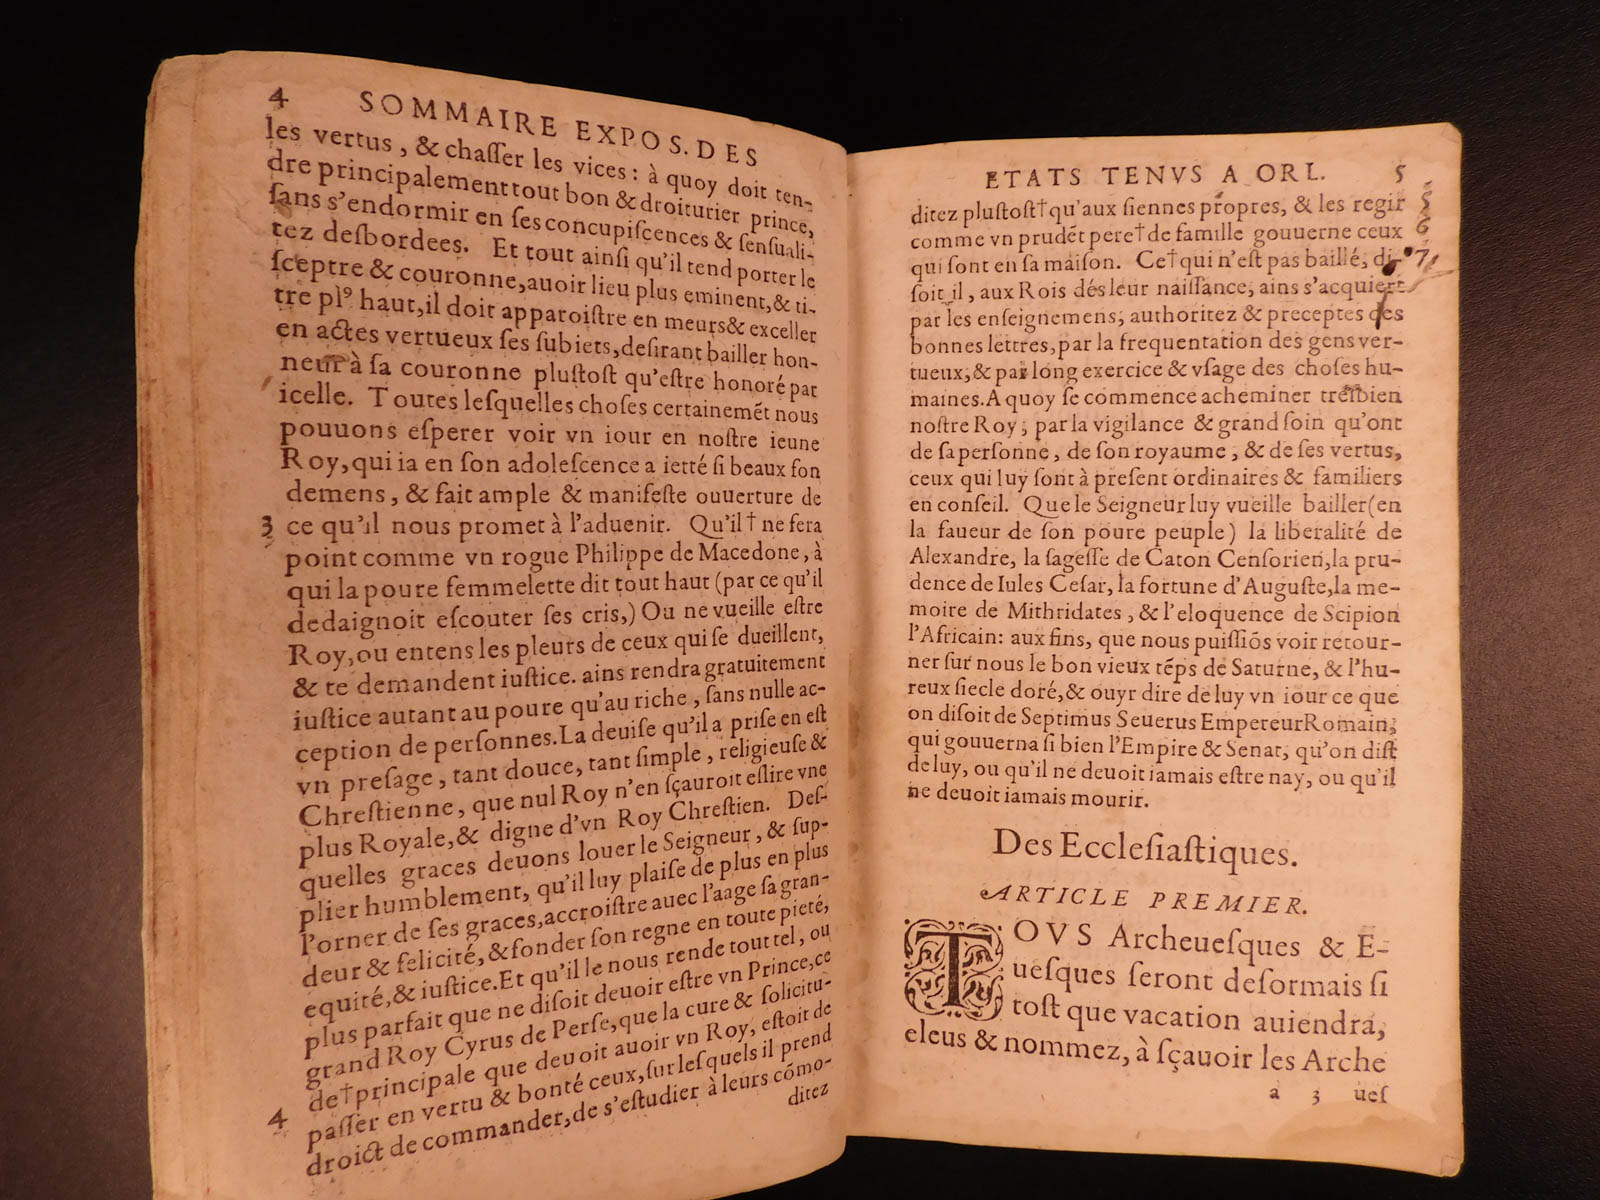 4 SOMMAIRE EXPOS. DES
les vertus, & chaſſer les vices: à quoy doit ten-
dre principalement tout bon & droiturier prince,
ſans s'endormir en ſes concupiſcences & ſenſuali-
tez desbordees. Et tout ainſi qu'il tend porter le
ſceptre & couronne, auoir lieu plus eminent, & ti-
tre plꝰ haut, il doit apparoiſtre en meurs & exceller
en actes vertueux ſes ſubiets, deſirant bailler hon-
neur à ſa couronne pluſtoſt qu'eſtre honoré par
icelle. Toutes leſquelles choſes certainemẽt nous
pouuons eſperer voir vn iour en noſtre ieune
Roy, qui ia en ſon adoleſcence a ietté ſi beaux fon
demens, & fait ample & manifeſte ouuerture de
3 ce qu'il nous promet à l'aduenir. Qu'il† ne ſera
point comme vn rogue Philippe de Macedone, à
qui la poure femmelette dit tout haut (par ce qu'il
dedaignoit eſcouter ſes cris,) Ou ne vueille eſtre
Roy, ou entens les pleurs de ceux qui ſe dueillent,
& te demandent iuſtice. ains rendra gratuitement
iuſtice autant au poure qu'au riche, ſans nulle ac-
ception de perſonnes. La deuiſe qu'il a priſe en eſt
vn preſage, tant douce, tant ſimple, religieuſe &
Chreſtienne, que nul Roy n'en ſçauroit eſlire vne
plus Royale, & digne d'vn Roy Chreſtien. Deſ-
quelles graces deuons louer le Seigneur, & ſup-
plier humblement, qu'il luy plaiſe de plus en plus
l'orner de ſes graces, accroiſtre auec l'aage ſa gran-
deur & felicité, & fonder ſon regne en toute pieté,
equité, & iuſtice. Et qu'il le nous rende tout tel, ou
plus parfait que ne diſoit deuoir eſtre vn Prince, ce
grand Roy Cyrus de Perſe, que la cure & ſolicitu-
4 de† principale que deuoit auoir vn Roy, eſtoit de
paſſer en vertu & bonté ceux, ſur leſquels il prend
droict de commander, de s'eſtudier à leurs cõmo-
ditez
ETATS TENVS A ORL. 5
ditez pluſtoſt† qu'aux ſiennes propres, & les regir 5
comme vn prudẽt pere† de famille gouuerne ceux 6
qui ſont en ſa maiſon. Ce† qui n'eſt pas baillé, di- 7
ſoit il, aux Rois dés leur naiſſance, ains s'acquiert
par les enſeignemens, authoritez & preceptes des
bonnes lettres, par la frequentation des gens ver-
tueux, & par long exercice & vſage des choſes hu-
maines. A quoy ſe commence acheminer treſbien
noſtre Roy, par la vigilance & grand ſoin qu'ont
de ſa perſonne, de ſon royaume, & de ſes vertus,
ceux qui luy ſont à preſent ordinaires & familiers
en conſeil. Que le Seigneur luy vueille bailler (en
la faueur de ſon poure peuple) la liberalité de
Alexandre, la ſageſſe de Caton Cenſorien, la pru-
dence de Iules Ceſar, la fortune d'Auguſte, la me-
moire de Mithridates, & l'eloquence de Scipion
l'Africain: aux fins, que nous puiſſiõs voir retour-
ner ſur nous le bon vieux tẽps de Saturne, & l'hu-
reux ſiecle doré, & ouyr dire de luy vn iour ce que
on diſoit de Septimus Seuerus Empereur Romain,
qui gouuerna ſi bien l'Empire & Senat, qu'on diſt
de luy, ou qu'il ne deuoit iamais eſtre nay, ou qu'il
ne deuoit iamais mourir.
Des Eccleſiaſtiques.
ARTICLE PREMIER.
TOVS Archeueſques & E-
ueſques ſeront deſormais ſi
toſt que vacation auiendra,
eleus & nommez, à ſçauoir les Arche
a 3 ueſ